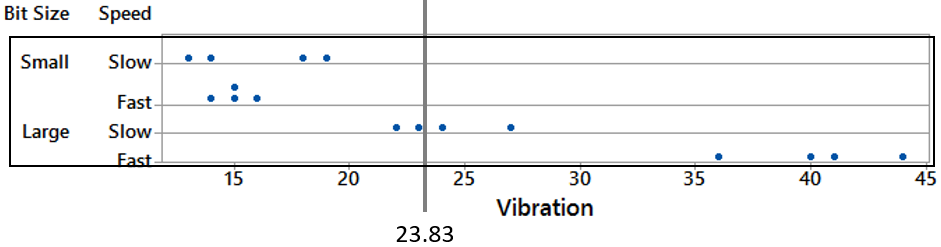 Bit Size Speed
Small Slow
Fast
Large Slow
Fast
15 20 25 30 35 40 45
Vibration
23.83